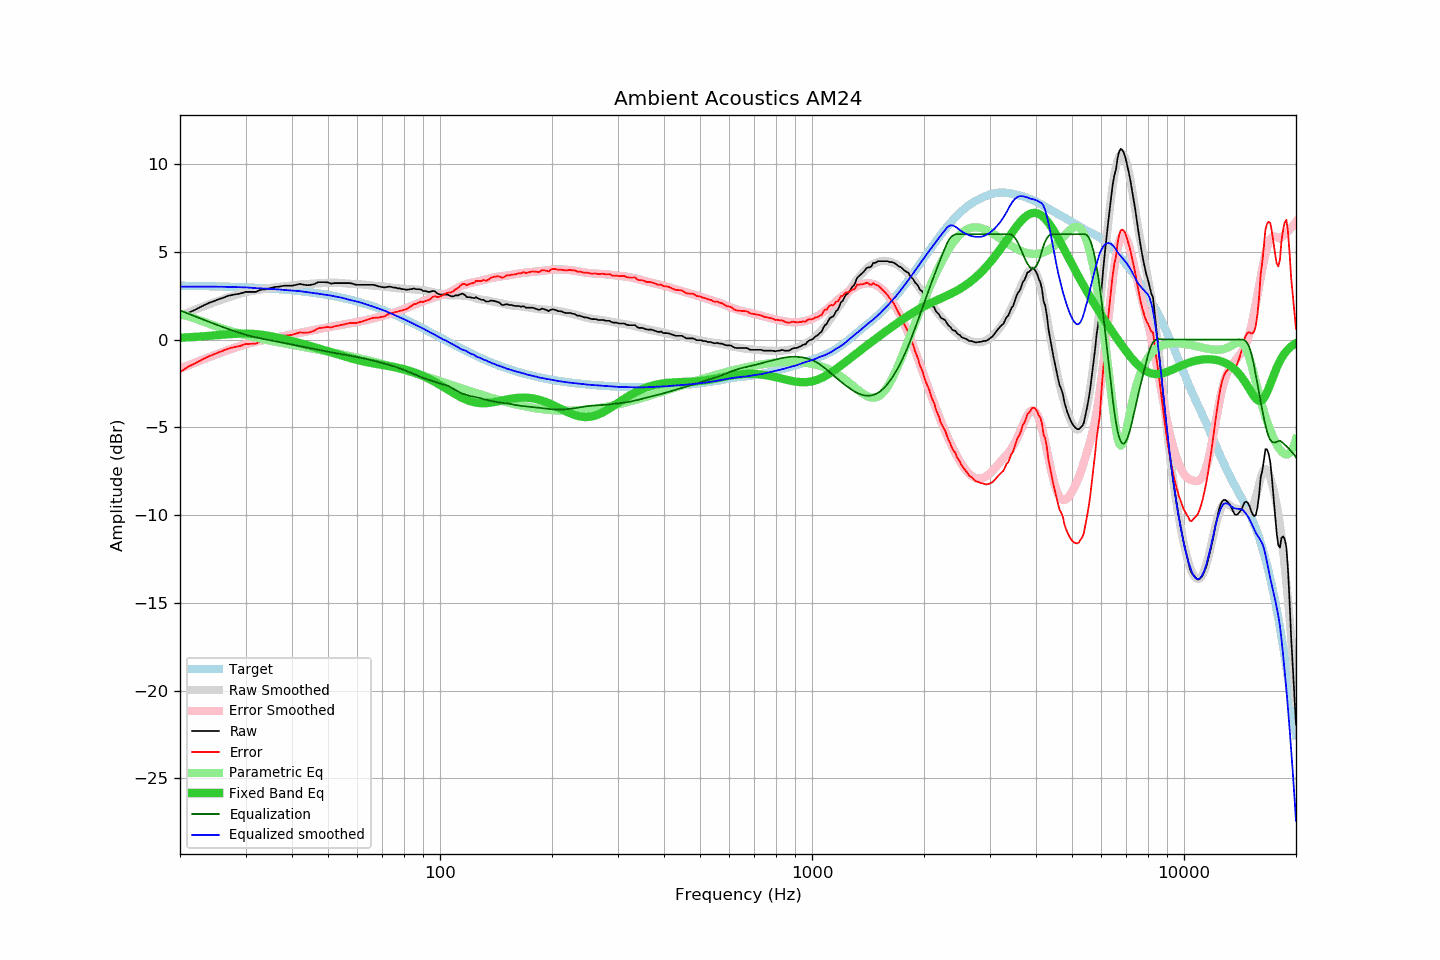 Ambient Acoustics AM24
10
5
0
−5
−10
−15
−20
−25
Amplitude (dBr)
Target
Raw Smoothed
Error Smoothed
Raw
Error
Parametric Eq
Fixed Band Eq
Equalization
Equalized smoothed
100 1000 10000
Frequency (Hz)